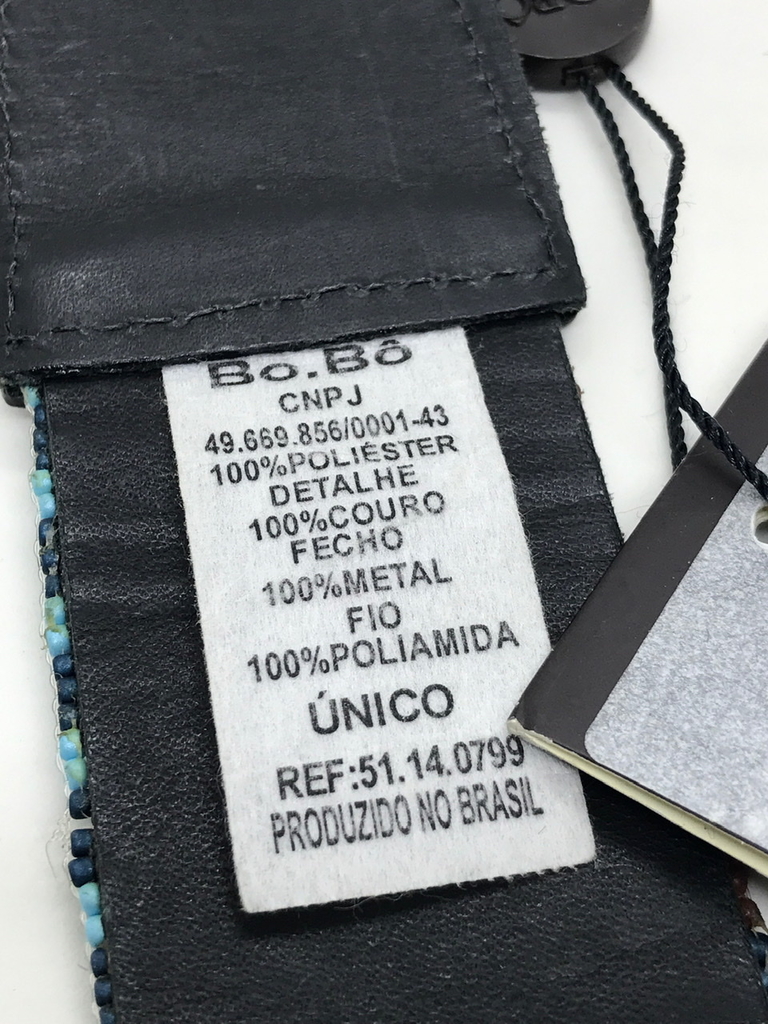 Bo.Bô
CNPJ
49.669.856/0001-43
100%POLIÉSTER
DETALHE
100%COURO
FECHO
100%METAL
FIO
100%POLIAMIDA
ÚNICO
REF:51.14.0799
PRODUZIDO NO BRASIL